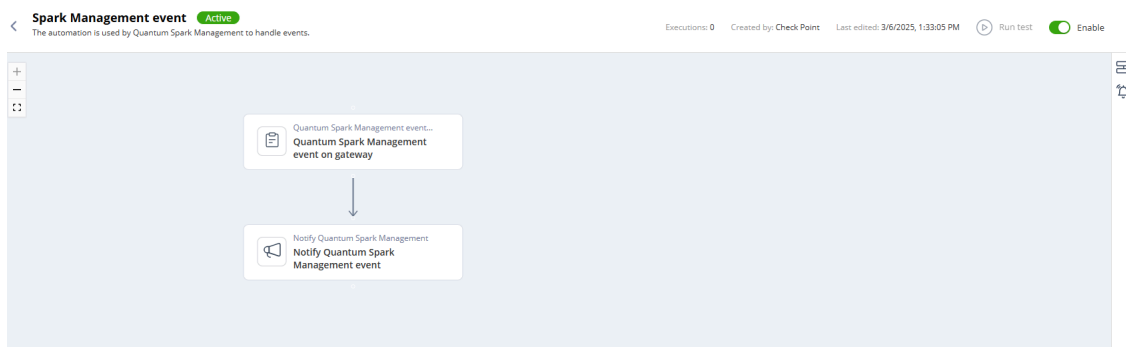 Spark Management event Active
The automation is used by Quantum Spark Management to handle events.
Executions: 0 Created by: Check Point Last edited: 3/6/2025, 1:33:05 PM Run test Enable
Quantum Spark Management event...
Quantum Spark Management
event on gateway
Notify Quantum Spark Management
Notify Quantum Spark
Management event